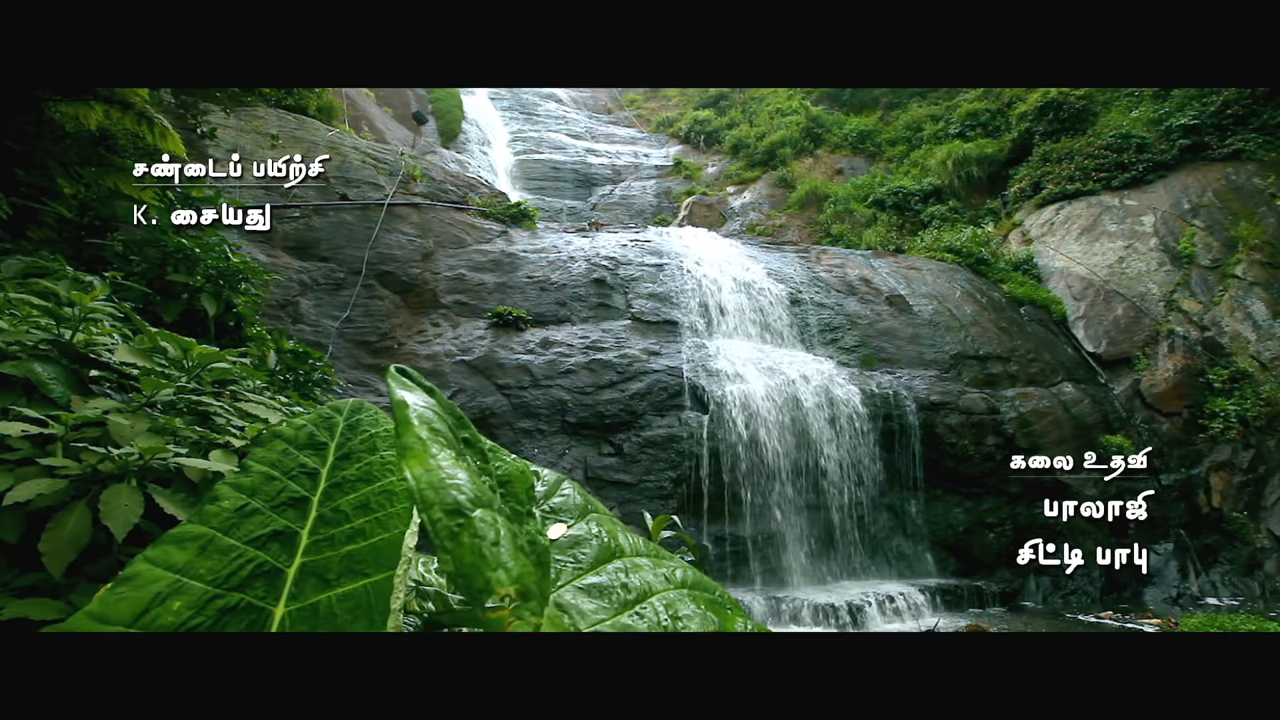 சண்டைப் பயிற்சி
K. சையது
கலை உதவி
பாலாஜி
சிட்டி பாபு